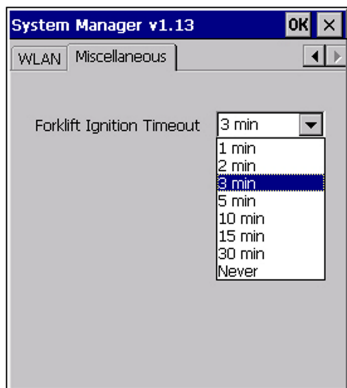 System Manager v1.13 OK ×
WLAN Miscellaneous
Forklift Ignition Timeout 3 min
1 min
2 min
3 min
5 min
10 min
15 min
30 min
Never